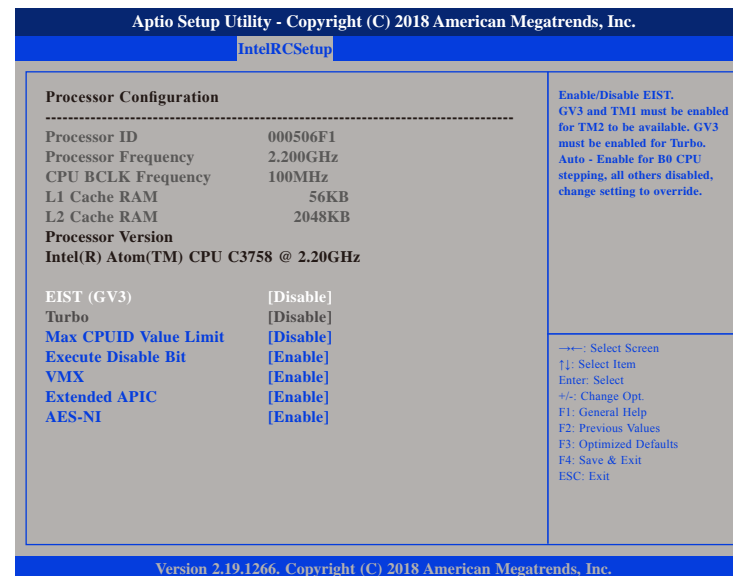 Aptio Setup Utility - Copyright (C) 2018 American Megatrends, Inc.
IntelRCSetup
Processor Configuration
--------------------------------------------------------------------------------
Processor ID 000506F1
Processor Frequency 2.200GHz
CPU BCLK Frequency 100MHz
L1 Cache RAM 56KB
L2 Cache RAM 2048KB
Processor Version
Intel(R) Atom(TM) CPU C3758 @ 2.20GHz
EIST (GV3) [Disable]
Turbo [Disable]
Max CPUID Value Limit [Disable]
Execute Disable Bit [Enable]
VMX [Enable]
Extended APIC [Enable]
AES-NI [Enable]
Enable/Disable EIST.
GV3 and TM1 must be enabled
for TM2 to be available. GV3
must be enabled for Turbo.
Auto - Enable for B0 CPU
stepping, all others disabled,
change setting to override.
→←: Select Screen
↑↓: Select Item
Enter: Select
+/-: Change Opt.
F1: General Help
F2: Previous Values
F3: Optimized Defaults
F4: Save & Exit
ESC: Exit
Version 2.19.1266. Copyright (C) 2018 American Megatrends, Inc.